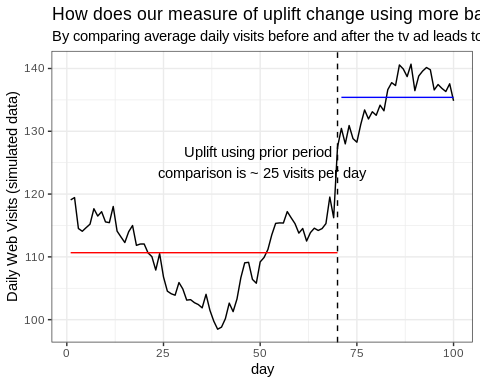 How does our measure of uplift change using more
By comparing average daily visits before and after the tv ad leads to
140
130
120
110
100
Daily Web Visits (simulated data)
Uplift using prior period
comparison is ~ 25 visits per day
0
25
50
75
100
day